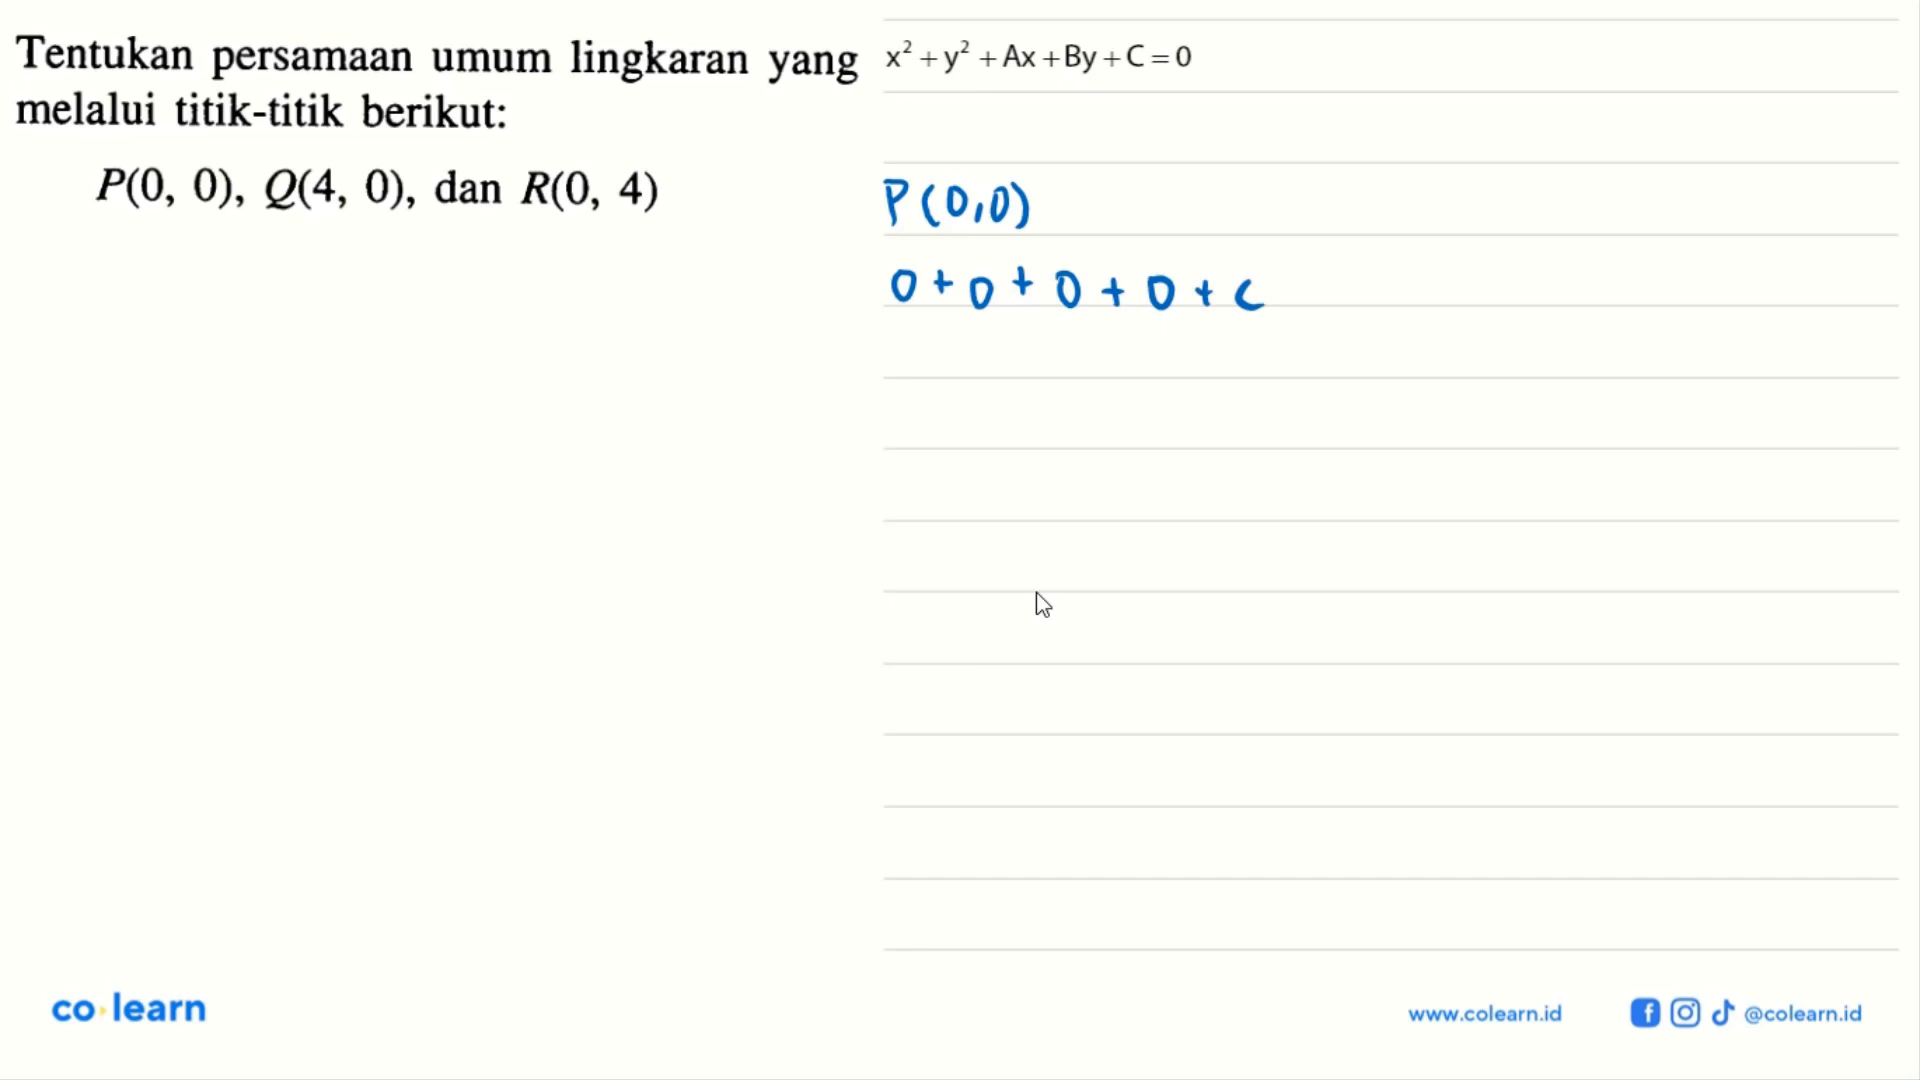 Tentukan persamaan umum lingkaran yang
melalui titik-titik berikut:
P(0, 0), Q(4, 0), dan R(0, 4)
x² + y² + Ax + By + C = 0
P(0,0)
0 + 0 + 0 + 0 + C
co learn
www.colearn.id
@colearn.id